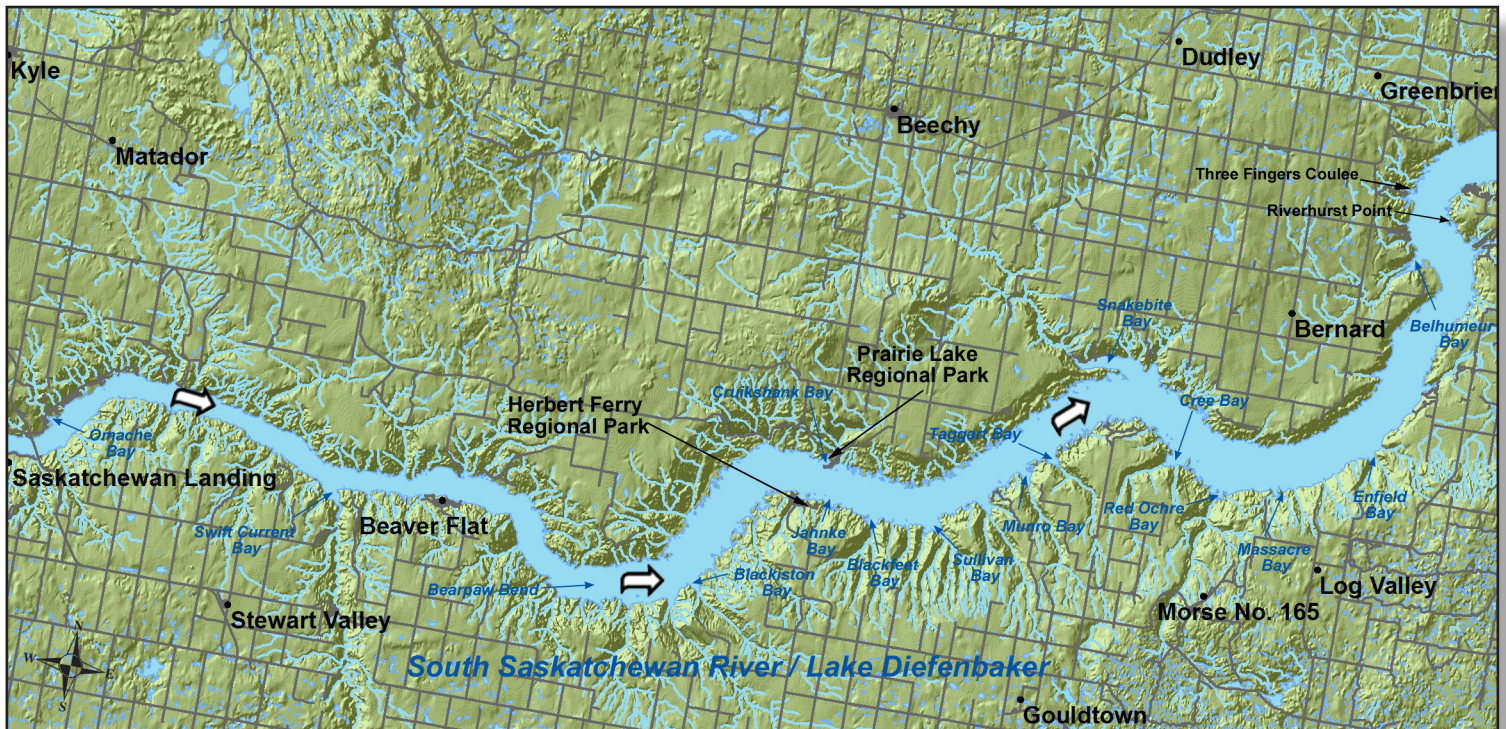 Dudley
Kyle
Greenbrier
Beechy
Matador
Three Fingers Coulee
Riverhurst Point
Snakebite
Bay
Bernard
Belhumeur
Bay
Prairie Lake
Regional Park
Cruikshank Bay
Herbert Ferry
Regional Park
Cree Bay
Taggart Bay
Omache
Bay
Saskatchewan Landing
Swift Current
Bay
Beaver Flat
Jahnke
Bay
Munro Bay
Red Ochre
Bay
Enfield
Bay
Blackfeet
Bay
Sullivan
Bay
Massacre
Bay
Bearpaw Bend
Blackiston
Bay
Log Valley
Morse No. 165
Stewart Valley
N
W
E
S
South Saskatchewan River / Lake Diefenbaker
Gouldtown